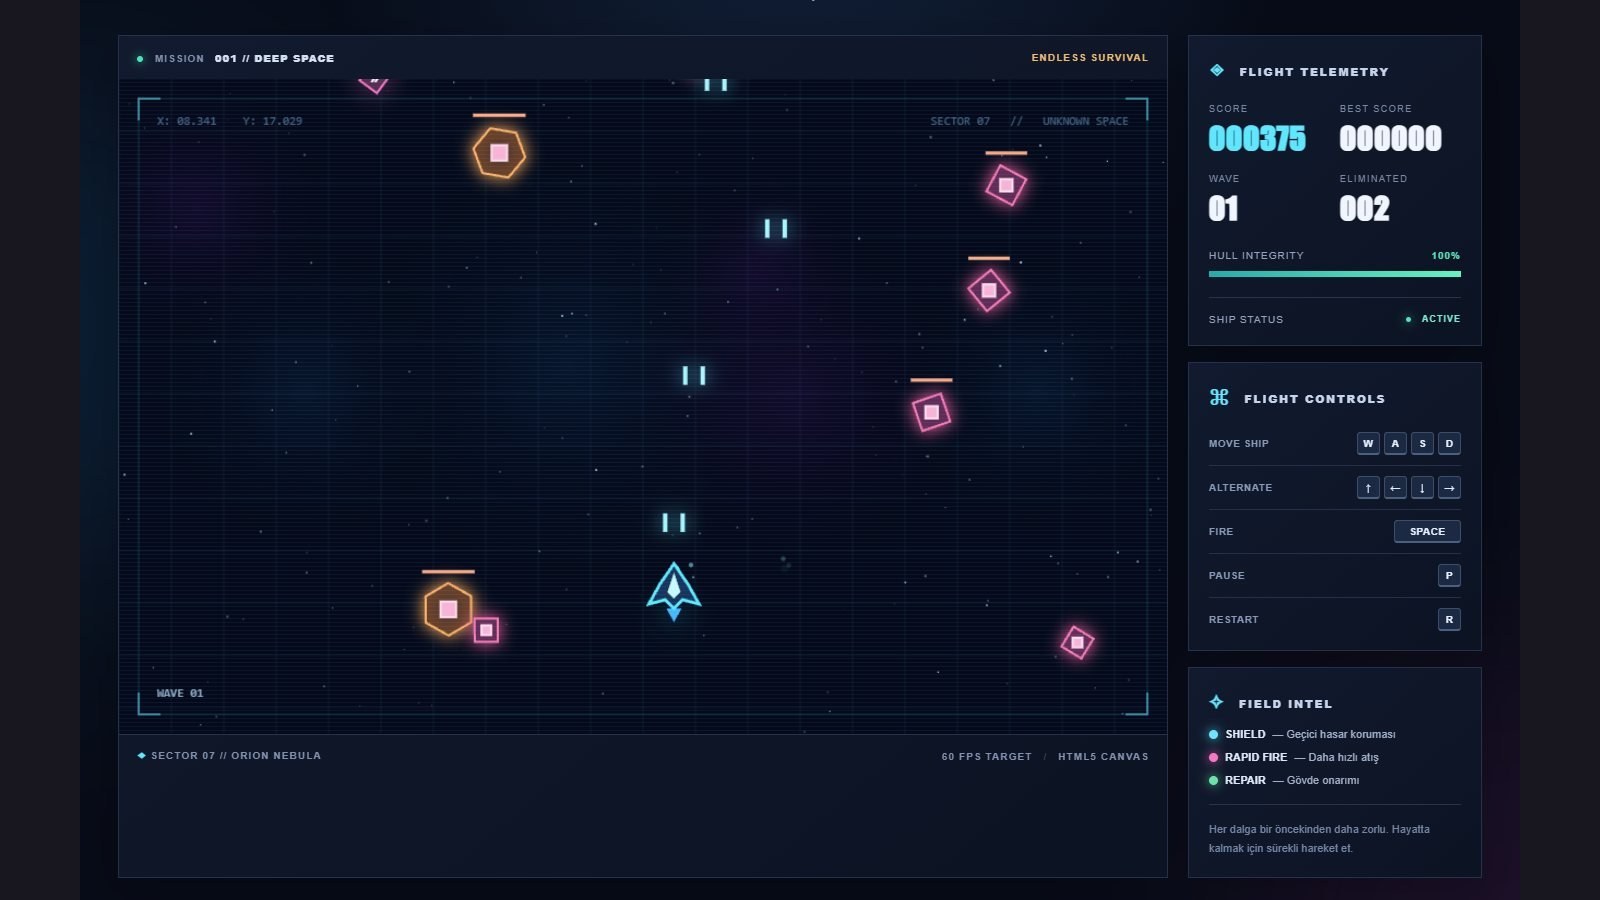 MISSION 001 // DEEP SPACE
ENDLESS SURVIVAL
X: 08.341 Y: 17.029
SECTOR 07 // UNKNOWN SPACE
WAVE 01
SECTOR 07 // ORION NEBULA
60 FPS TARGET / HTML5 CANVAS
FLIGHT TELEMETRY
SCORE BEST SCORE
000375 000000
WAVE ELIMINATED
01 002
HULL INTEGRITY 100%
SHIP STATUS ACTIVE
FLIGHT CONTROLS
MOVE SHIP W A S D
ALTERNATE ↑ ← ↓ →
FIRE SPACE
PAUSE P
RESTART R
FIELD INTEL
SHIELD — Geçici hasar koruması
RAPID FIRE — Daha hızlı atış
REPAIR — Gövde onarımı
Her dalga bir öncekinden daha zorlu. Hayatta
kalmak için sürekli hareket et.